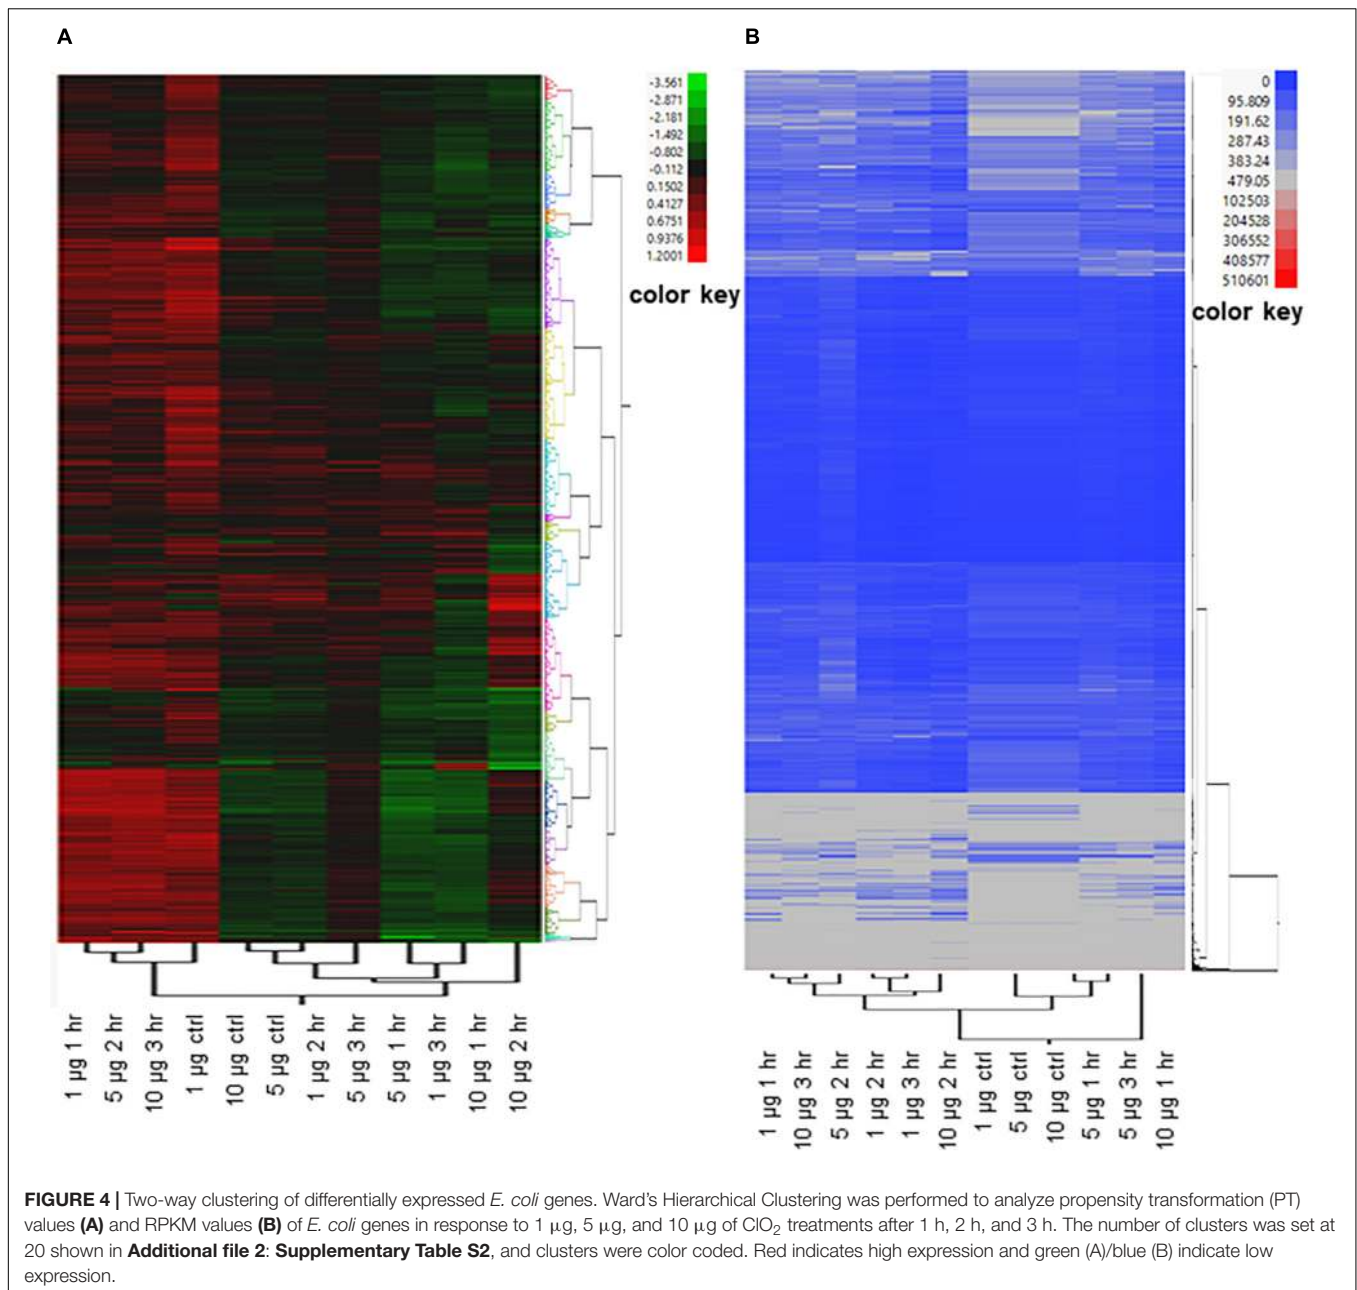 A
-3.561
-2.871
-2.181
-1.492
-0.802
-0.112
0.1502
0.4127
0.6751
0.9376
1.2001
color key
1 µg 1 hr
5 µg 2 hr
10 µg 3 hr
1 µg ctrl
10 µg ctrl
5 µg ctrl
1 µg 2 hr
5 µg 3 hr
5 µg 1 hr
1 µg 3 hr
10 µg 1 hr
10 µg 2 hr
B
0
95.809
191.62
287.43
383.24
479.05
102503
204528
306552
408577
510601
color key
1 µg 1 hr
10 µg 3 hr
5 µg 2 hr
1 µg 2 hr
1 µg 3 hr
10 µg 2 hr
1 µg ctrl
5 µg ctrl
10 µg ctrl
5 µg 1 hr
5 µg 3 hr
10 µg 1 hr
FIGURE 4 | Two-way clustering of differentially expressed E. coli genes. Ward's Hierarchical Clustering was performed to analyze propensity transformation (PT)
values (A) and RPKM values (B) of E. coli genes in response to 1 μg, 5 μg, and 10 μg of ClO₂ treatments after 1 h, 2 h, and 3 h. The number of clusters was set at
20 shown in Additional file 2: Supplementary Table S2, and clusters were color coded. Red indicates high expression and green (A)/blue (B) indicate low
expression.